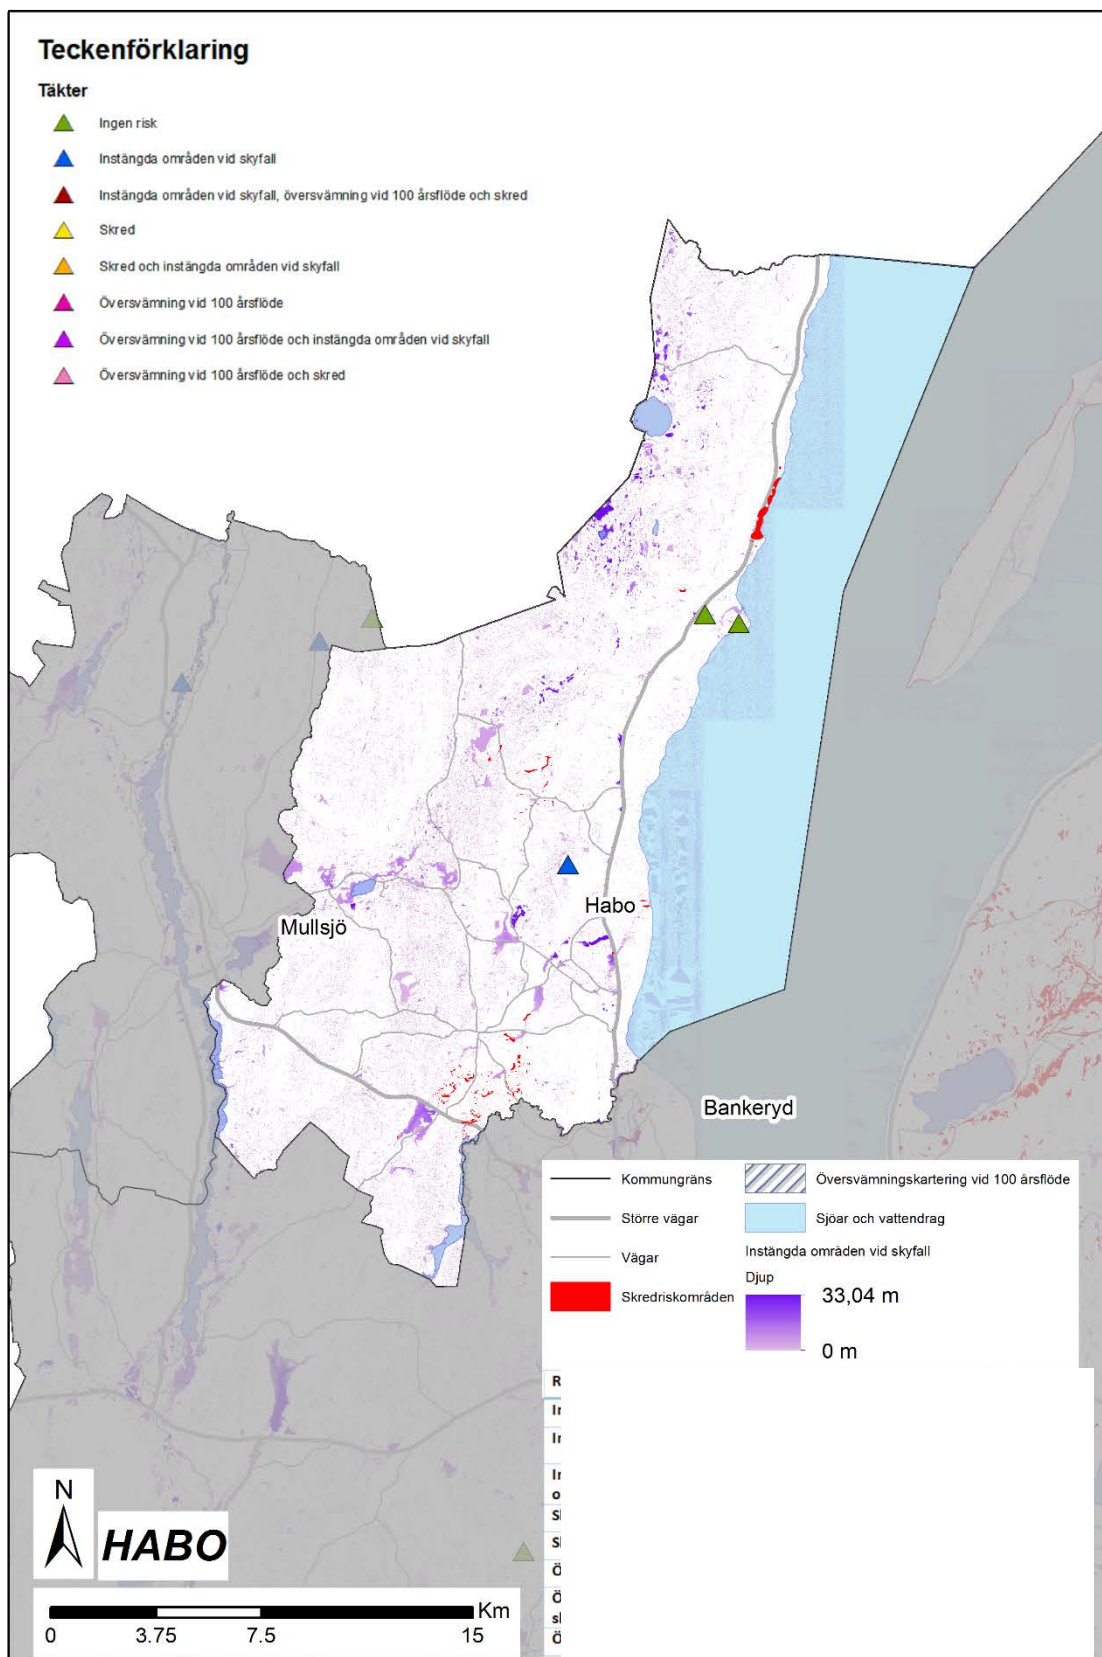 Teckenförklaring
Täkter
Ingen risk
Instängda områden vid skyfall
Instängda områden vid skyfall, översvämning vid 100 årsflöde och skred
Skred
Skred och instängda områden vid skyfall
Översvämning vid 100 årsflöde
Översvämning vid 100 årsflöde och instängda områden vid skyfall
Översvämning vid 100 årsflöde och skred
Habo
Mullsjö
Bankeryd
Kommungräns
Större vägar
Vägar
Skredriskområden
Översvämningskartering vid 100 årsflöde
Sjöar och vattendrag
Instängda områden vid skyfall
Djup
33,04 m
0 m
R
N
HABO
Km
0 3.75 7.5 15